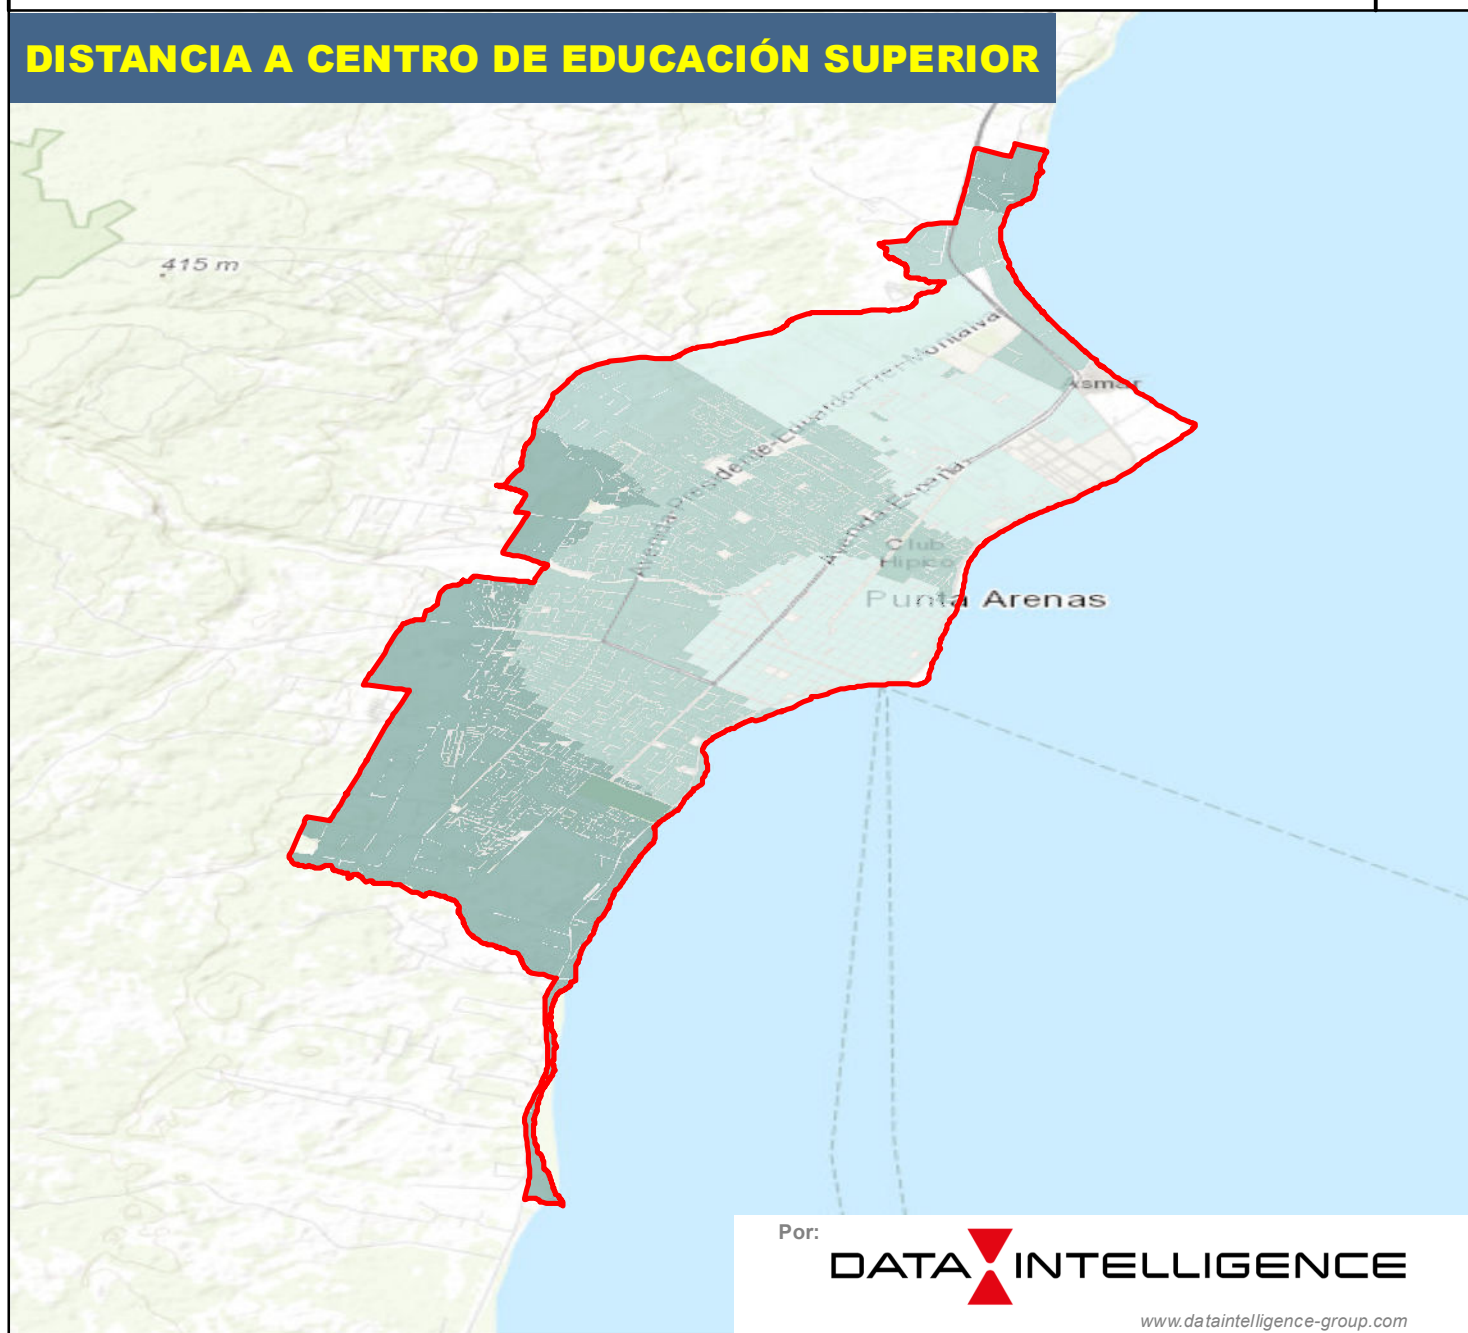 DISTANCIA A CENTRO DE EDUCACIÓN SUPERIOR
415 m
Avenida-Presidente-Eduardo-Frei-Montalva
Asmar
Avenida-España
Club
Hípico
Punta Arenas
Por:
DATA INTELLIGENCE
www.dataintelligence-group.com